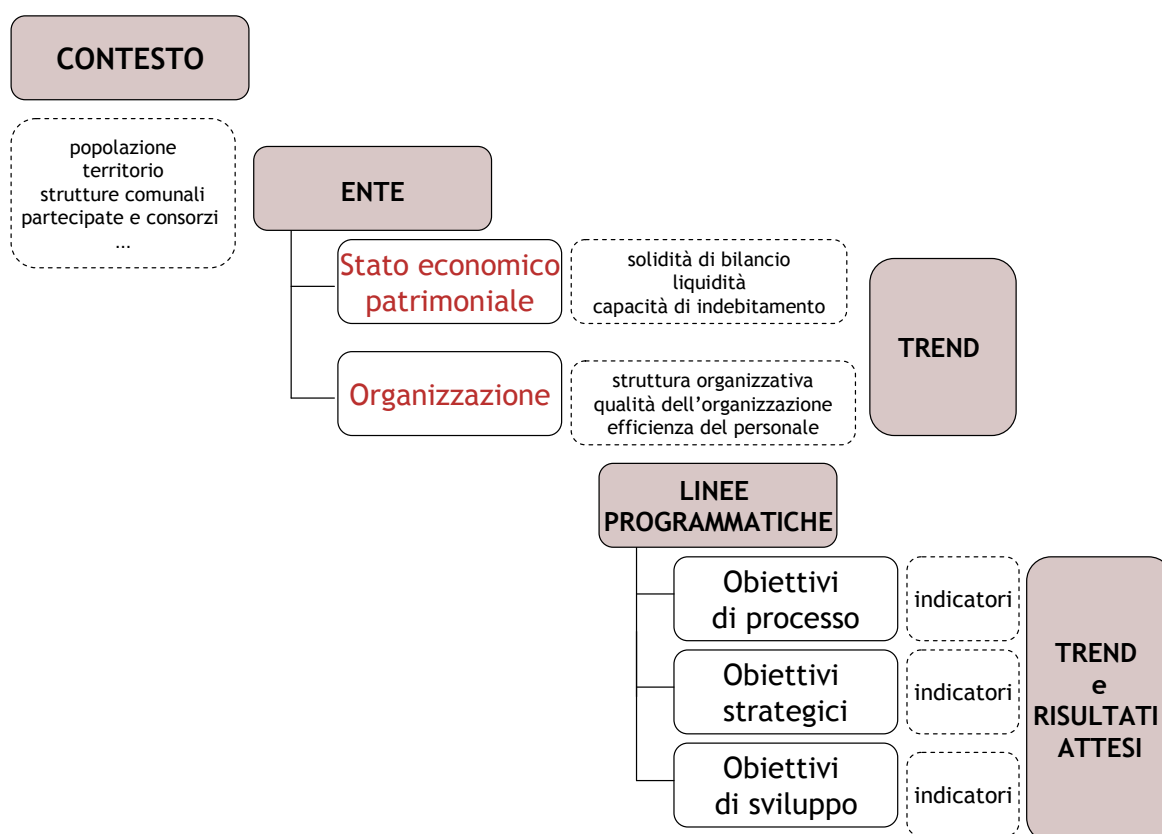 CONTESTO
popolazione
territorio
strutture comunali
partecipate e consorzi
...
ENTE
Stato economico
patrimoniale
solidità di bilancio
liquidità
capacità di indebitamento
Organizzazione
struttura organizzativa
qualità dell'organizzazione
efficienza del personale
TREND
LINEE
PROGRAMMATICHE
Obiettivi
di processo
indicatori
Obiettivi
strategici
indicatori
Obiettivi
di sviluppo
indicatori
TREND
e
RISULTATI
ATTESI